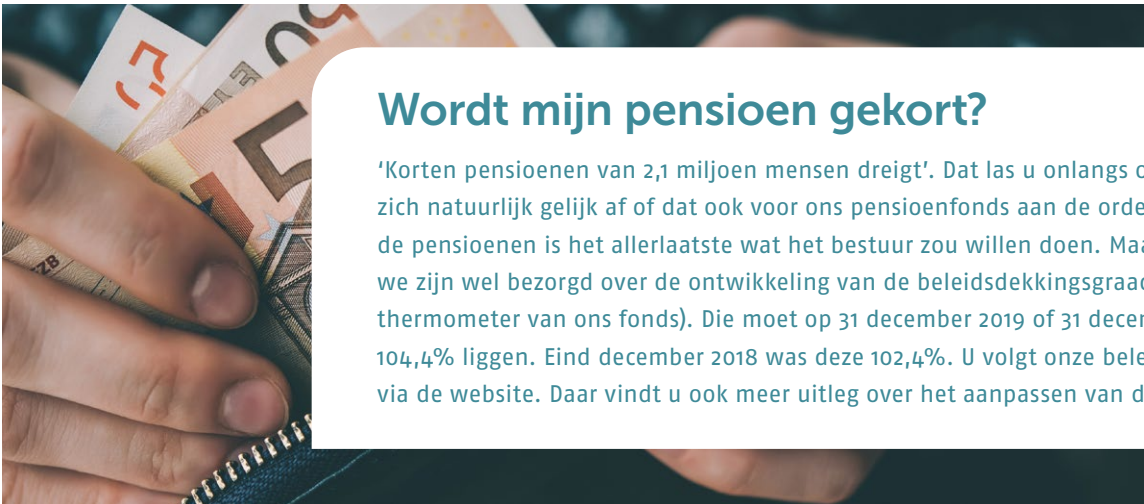 Wordt mijn pensioen gekort?
‘Korten pensioenen van 2,1 miljoen mensen dreigt’. Dat las u onlangs
zich natuurlijk gelijk af of dat ook voor ons pensioenfonds aan de orde
de pensioenen is het allerlaatste wat het bestuur zou willen doen.
we zijn wel bezorgd over de ontwikkeling van de
thermometer van ons fonds). Die moet op 31 december 2019 of 31
104,4% liggen. Eind december 2018 was deze 102,4%. U volgt onze
via de website. Daar vindt u ook meer uitleg over het aanpassen van
50